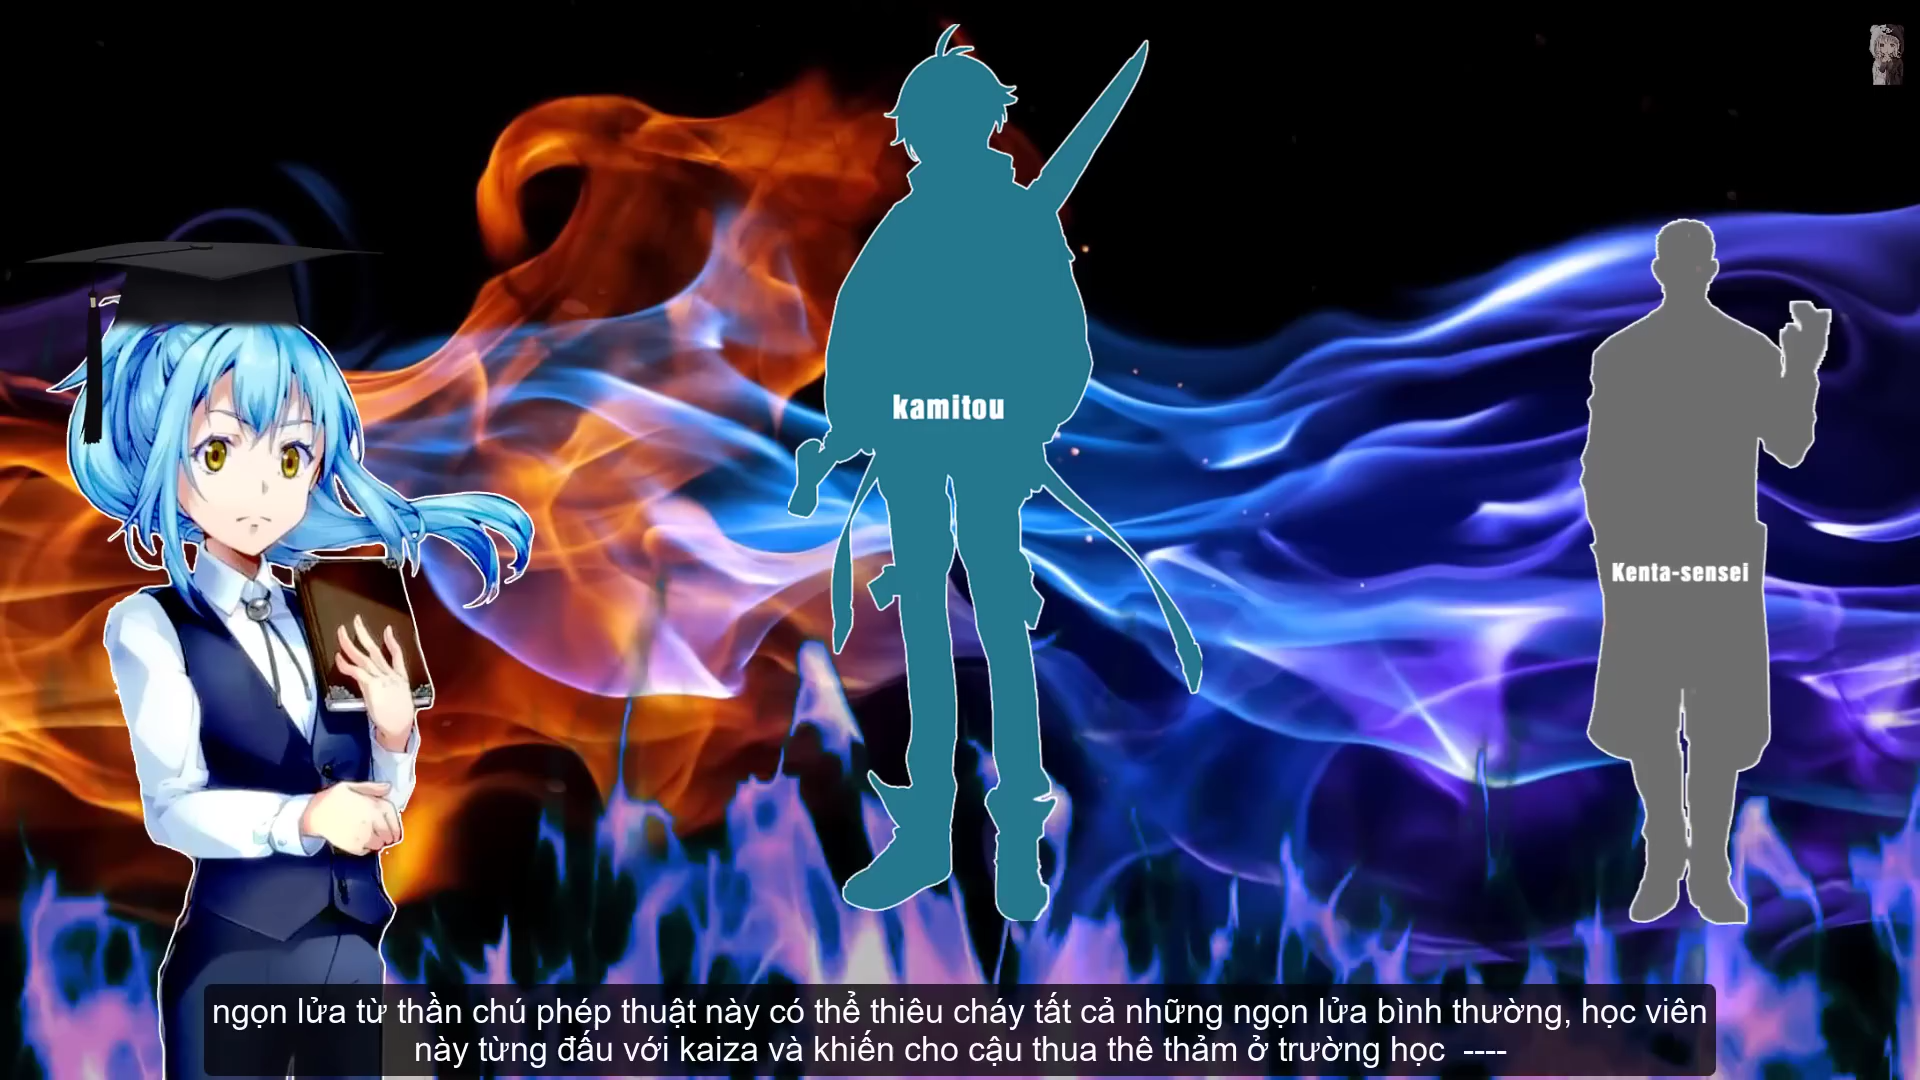 kamitou
Kenta-sensei
ngọn lửa từ thần chú phép thuật này có thể thiêu cháy tất cả những ngọn lửa bình thường, học viên
này từng đấu với kaiza và khiến cho cậu thua thê thảm ở trường học  ----